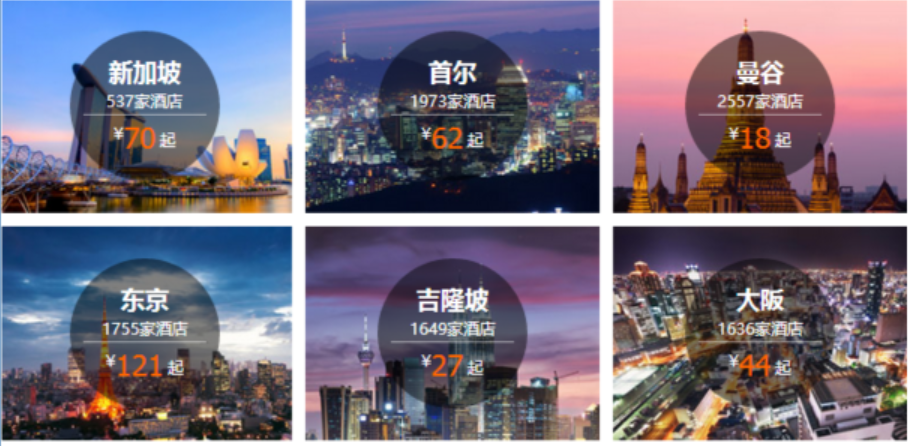 新加坡
537家酒店
¥70起
首尔
1973家酒店
¥62起
曼谷
2557家酒店
¥18起
东京
1755家酒店
¥121起
吉隆坡
1649家酒店
¥27起
大阪
1636家酒店
¥44起